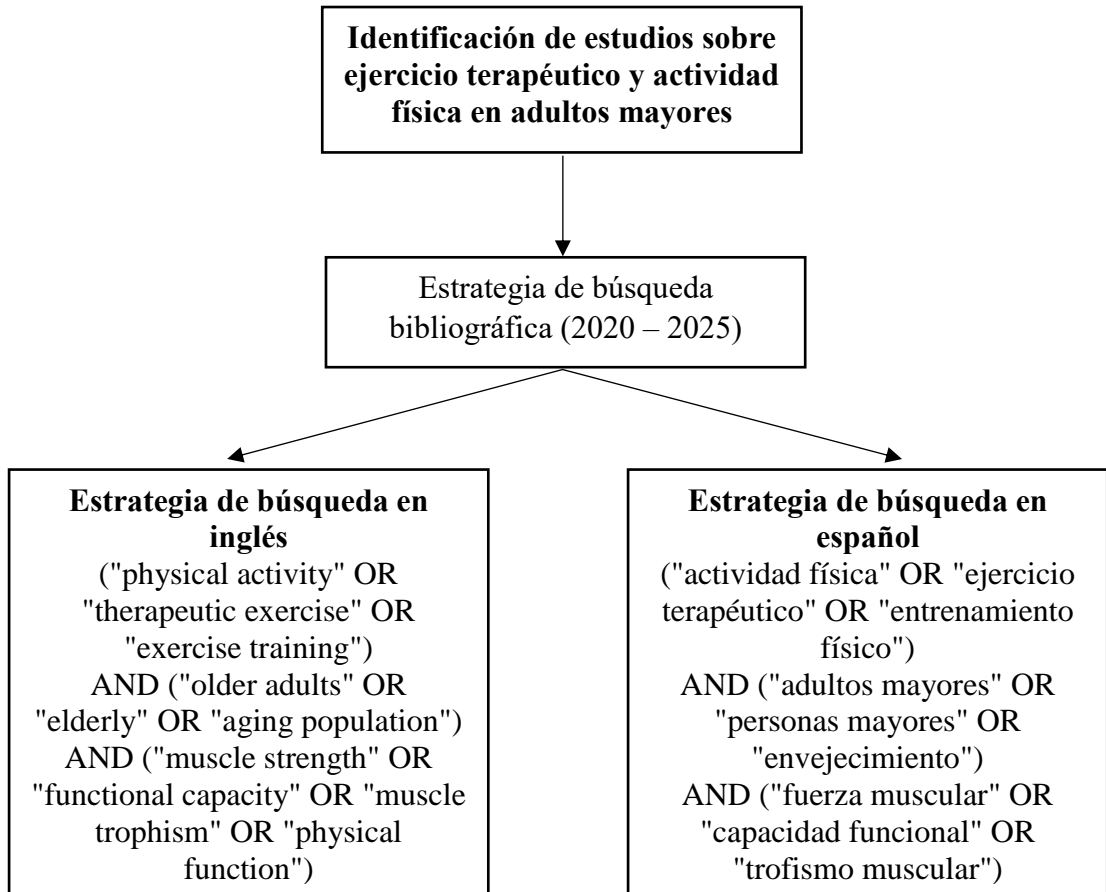 Identificación de estudios sobre
ejercicio terapéutico y actividad
física en adultos mayores
Estrategia de búsqueda
bibliográfica (2020 – 2025)
Estrategia de búsqueda en
inglés
("physical activity" OR
"therapeutic exercise" OR
"exercise training")
AND ("older adults" OR
"elderly" OR "aging population")
AND ("muscle strength" OR
"functional capacity" OR "muscle
trophism" OR "physical
function")
Estrategia de búsqueda en
español
("actividad física" OR "ejercicio
terapéutico" OR "entrenamiento
físico")
AND ("adultos mayores" OR
"personas mayores" OR
"envejecimiento")
AND ("fuerza muscular" OR
"capacidad funcional" OR
"trofismo muscular")